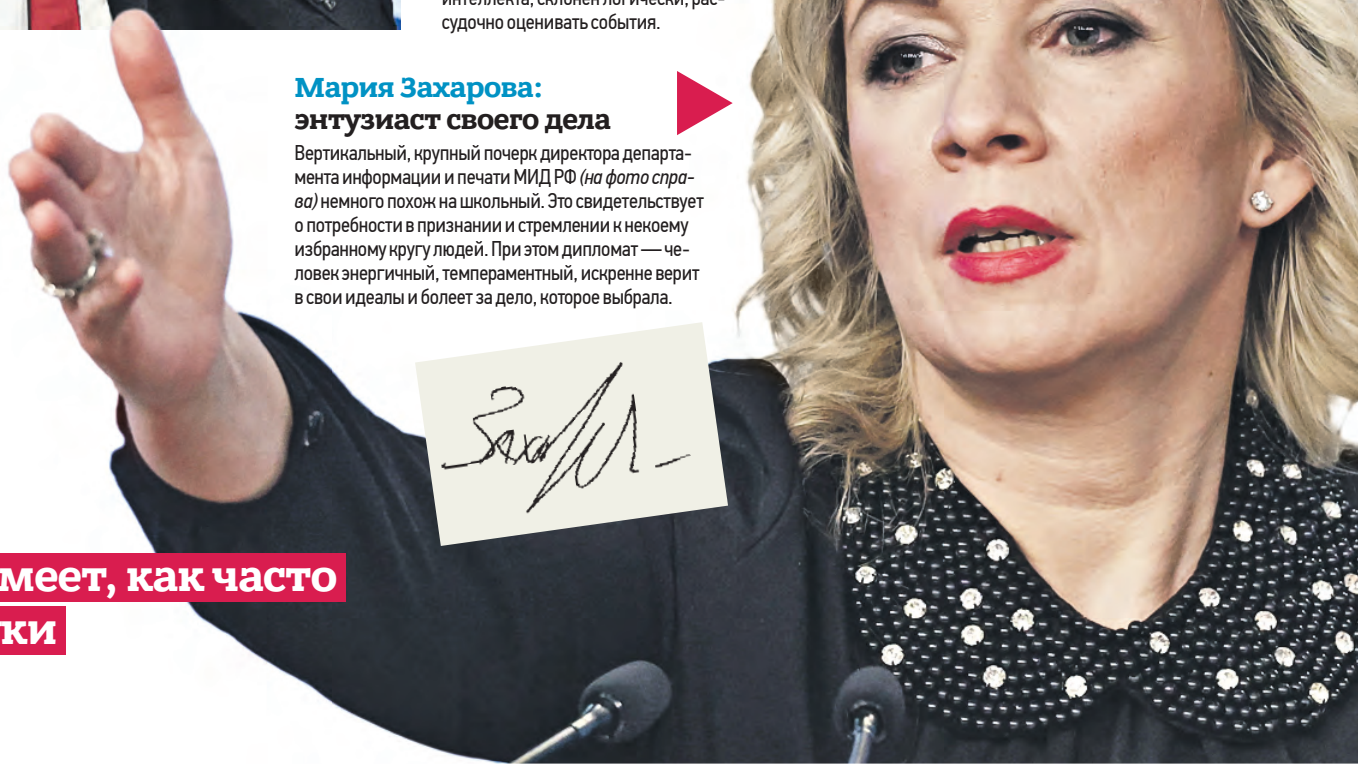 интеллекта, склонен логически, рас-
судочно оценивать события.
Мария Захарова:
энтузиаст своего дела
Вертикальный, крупный почерк директора департа-
мента информации и печати МИД РФ (на фото спра-
ва) немного похож на школьный. Это свидетельствует
о потребности в признании и стремлении к некоему
избранному кругу людей. При этом дипломат — че-
ловек энергичный, темпераментный, искренне верит
в свои идеалы и болеет за дело, которое выбрала.
меет, как часто
ки